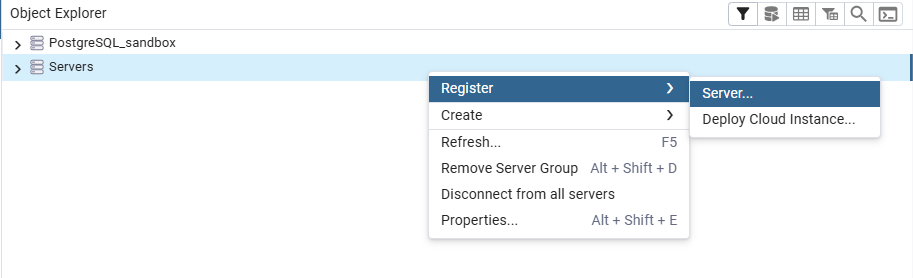 Object Explorer
PostgreSQL_sandbox
Servers
Register
Server...
Create
Deploy Cloud Instance...
Refresh... F5
Remove Server Group Alt + Shift + D
Disconnect from all servers
Properties... Alt + Shift + E